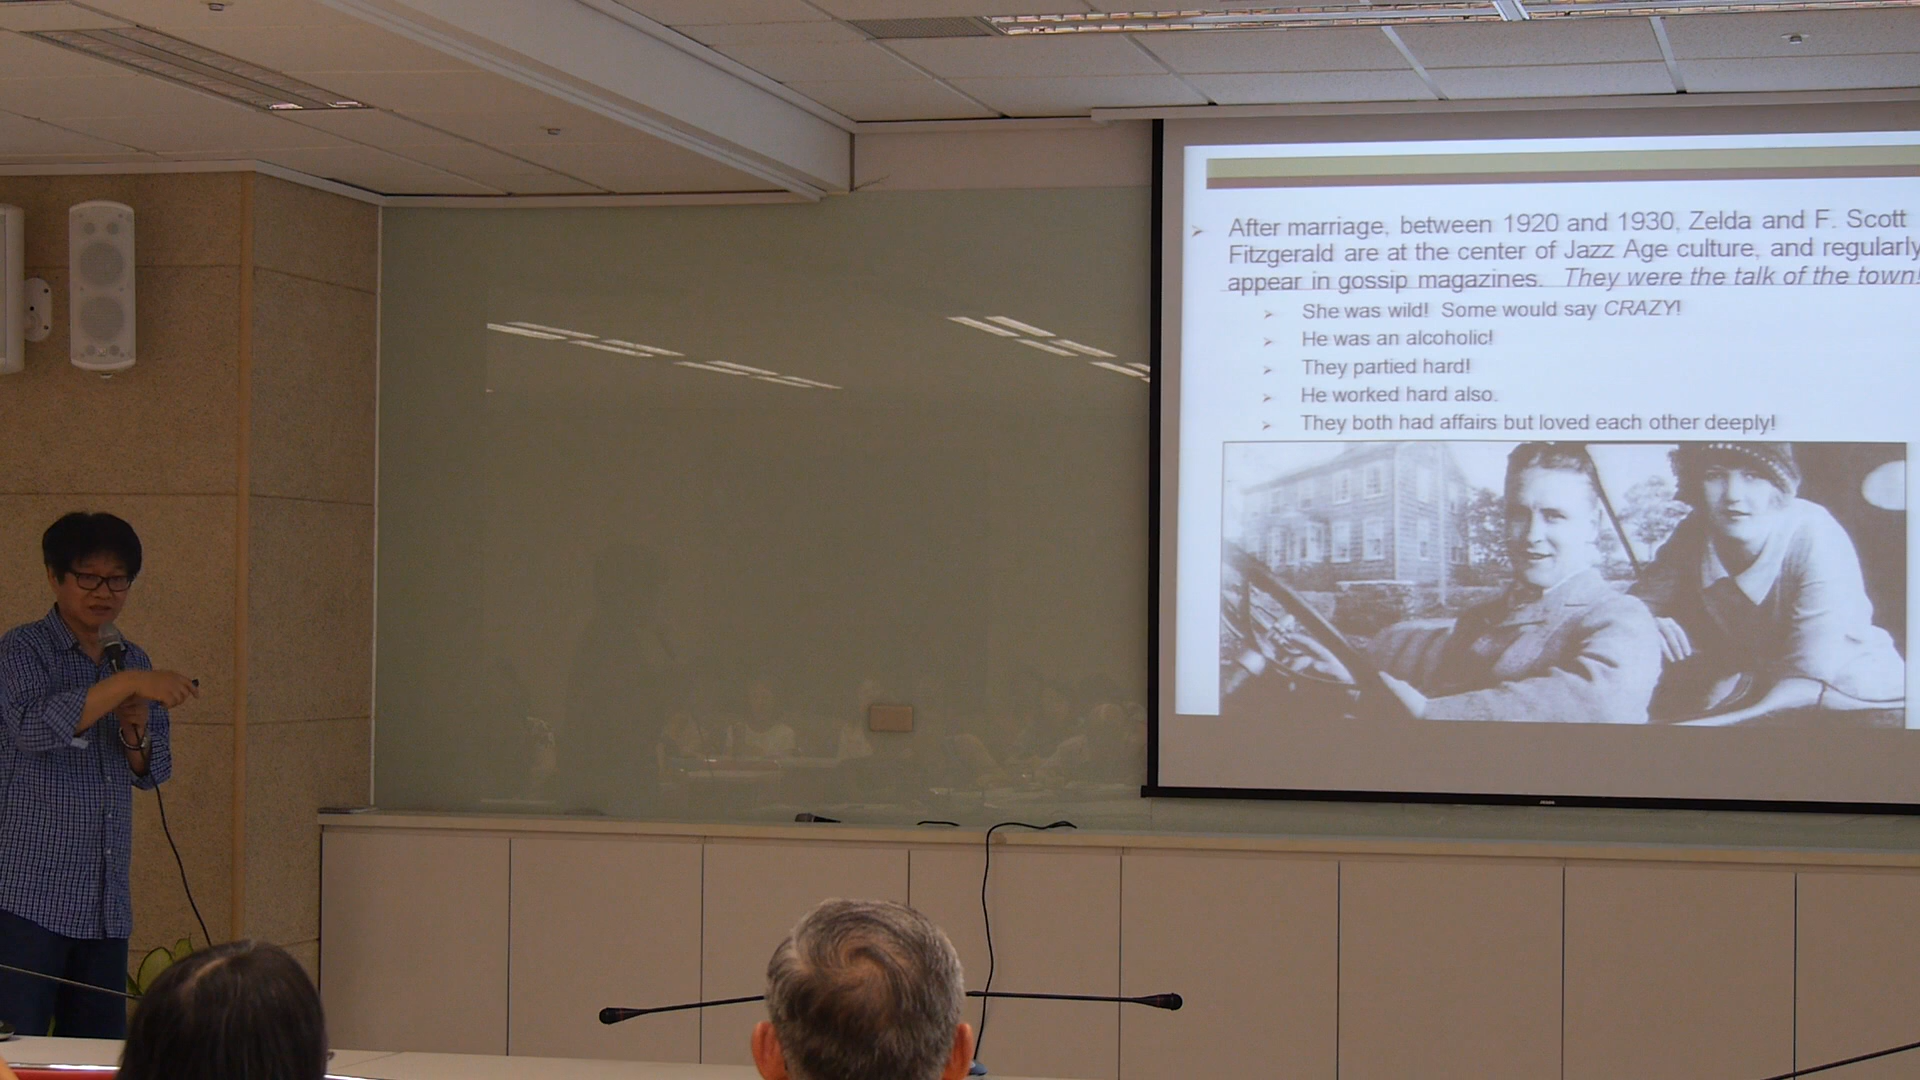 After marriage, between 1920 and 1930, Zelda and F. Scott
Fitzgerald are at the center of Jazz Age culture, and regularly
appear in gossip magazines. They were the talk of the town!
She was wild! Some would say CRAZY!
He was an alcoholic!
They partied hard!
He worked hard also.
They both had affairs but loved each other deeply!